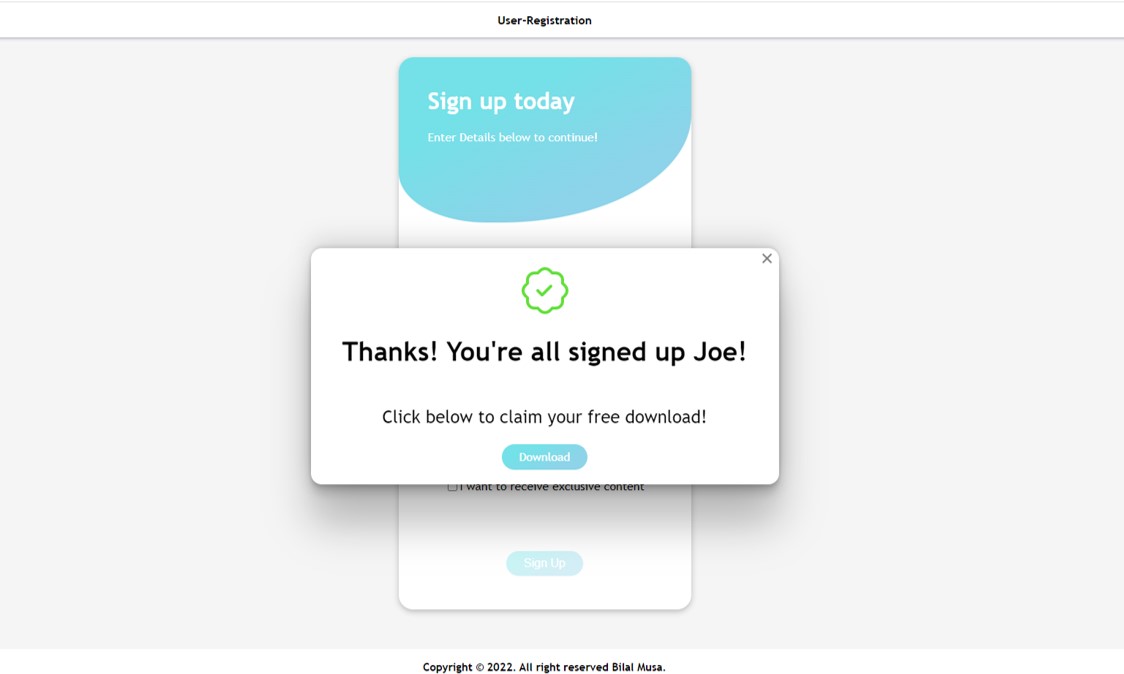 User-Registration
Sign up today
Enter Details below to continue!
Thanks! You're all signed up Joe!
Click below to claim your free download!
Download
I want to receive exclusive content
Sign Up
Copyright © 2022. All right reserved Bilal Musa.